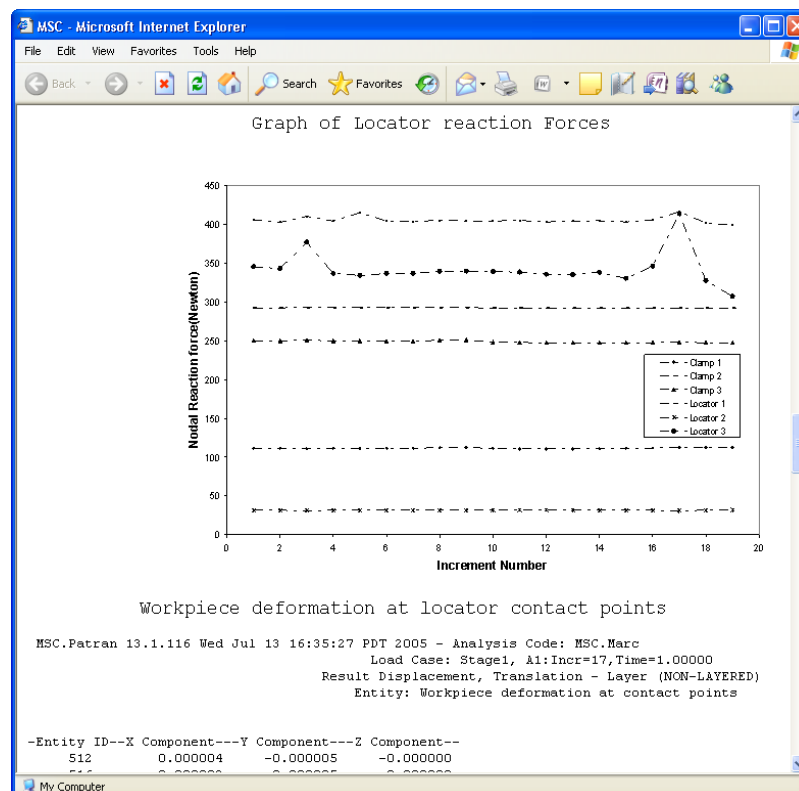 MSC - Microsoft Internet Explorer
File Edit View Favorites Tools Help
Back Search Favorites
Graph of Locator reaction Forces
450
400
350
300
250
200
150
100
50
0
Nodal Reaction force(Newton)
Clamp 1
Clamp 2
Clamp 3
Locator 1
Locator 2
Locator 3
0 2 4 6 8 10 12 14 16 18 20
Increment Number
Workpiece deformation at locator contact points
MSC.Patran 13.1.116 Wed Jul 13 16:35:27 PDT 2005 - Analysis Code: MSC.Marc
Load Case: Stage1, A1:Incr=17,Time=1.00000
Result Displacement, Translation - Layer (NON-LAYERED)
Entity: Workpiece deformation at contact points
-Entity ID--X Component---Y Component---Z Component--
512 0.000004 -0.000005 -0.000000
My Computer